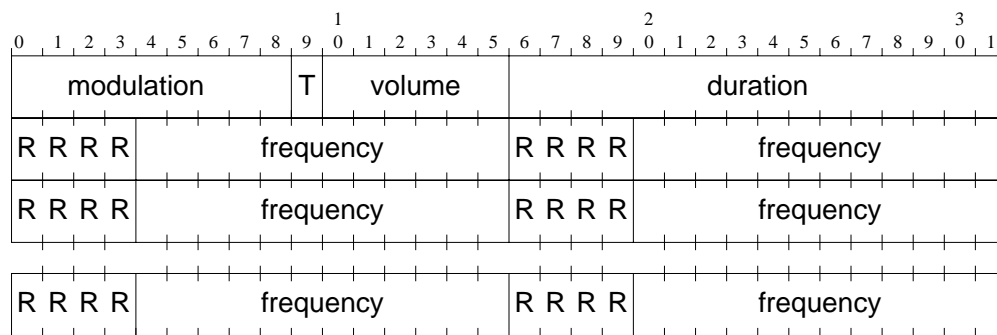 1 2 3
0 1 2 3 4 5 6 7 8 9 0 1 2 3 4 5 6 7 8 9 0 1 2 3 4 5 6 7 8 9 0 1
modulation T volume duration
R R R R frequency R R R R frequency
R R R R frequency R R R R frequency
R R R R frequency R R R R frequency